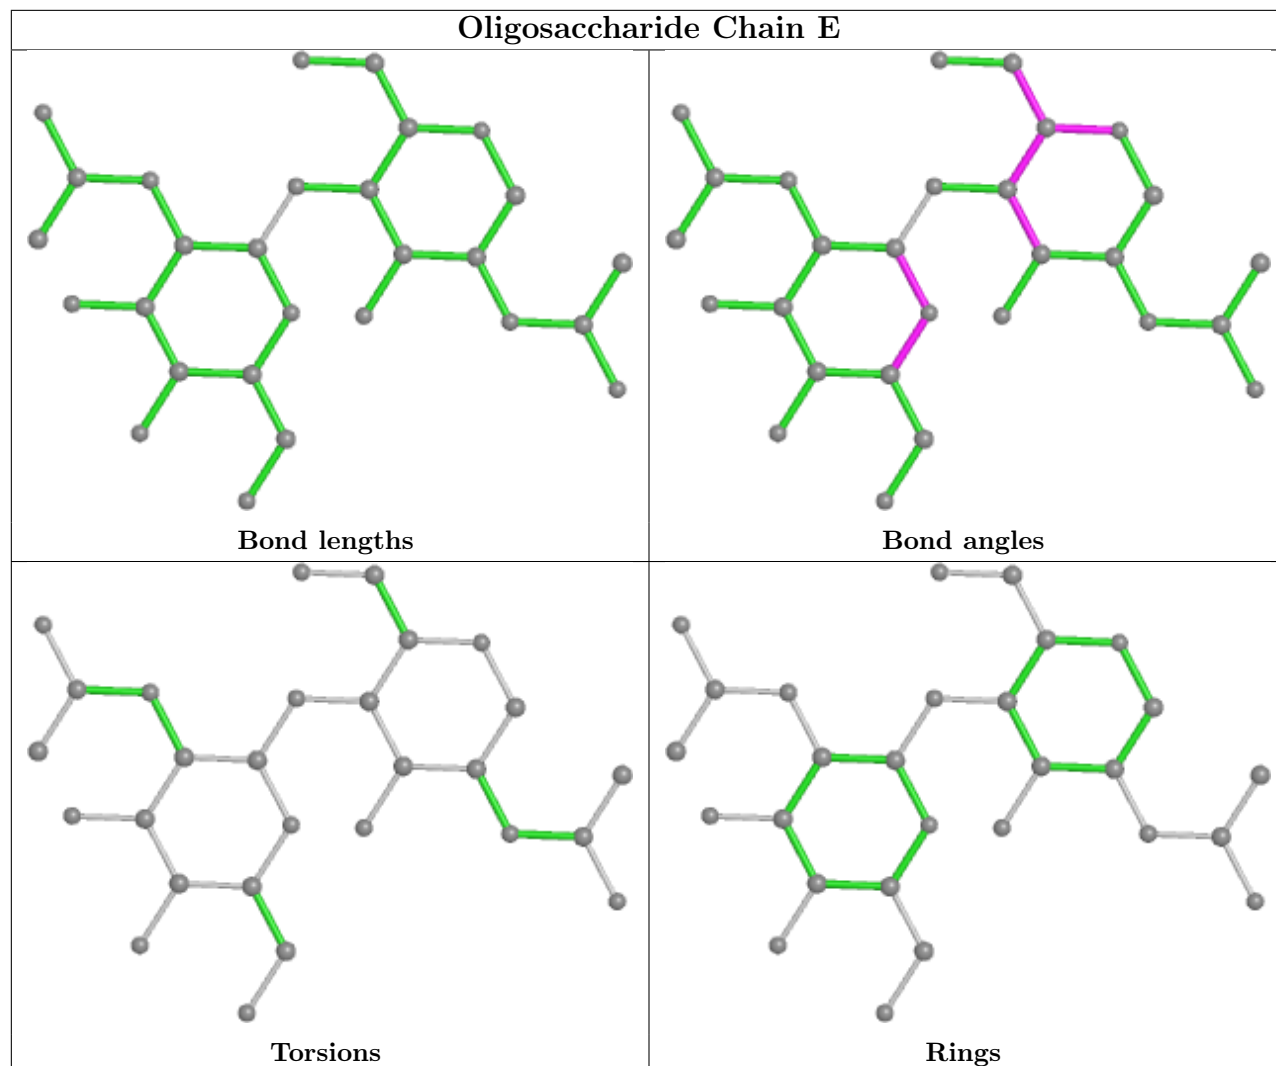 Oligosaccharide Chain E
Bond lengths
Bond angles
Torsions
Rings